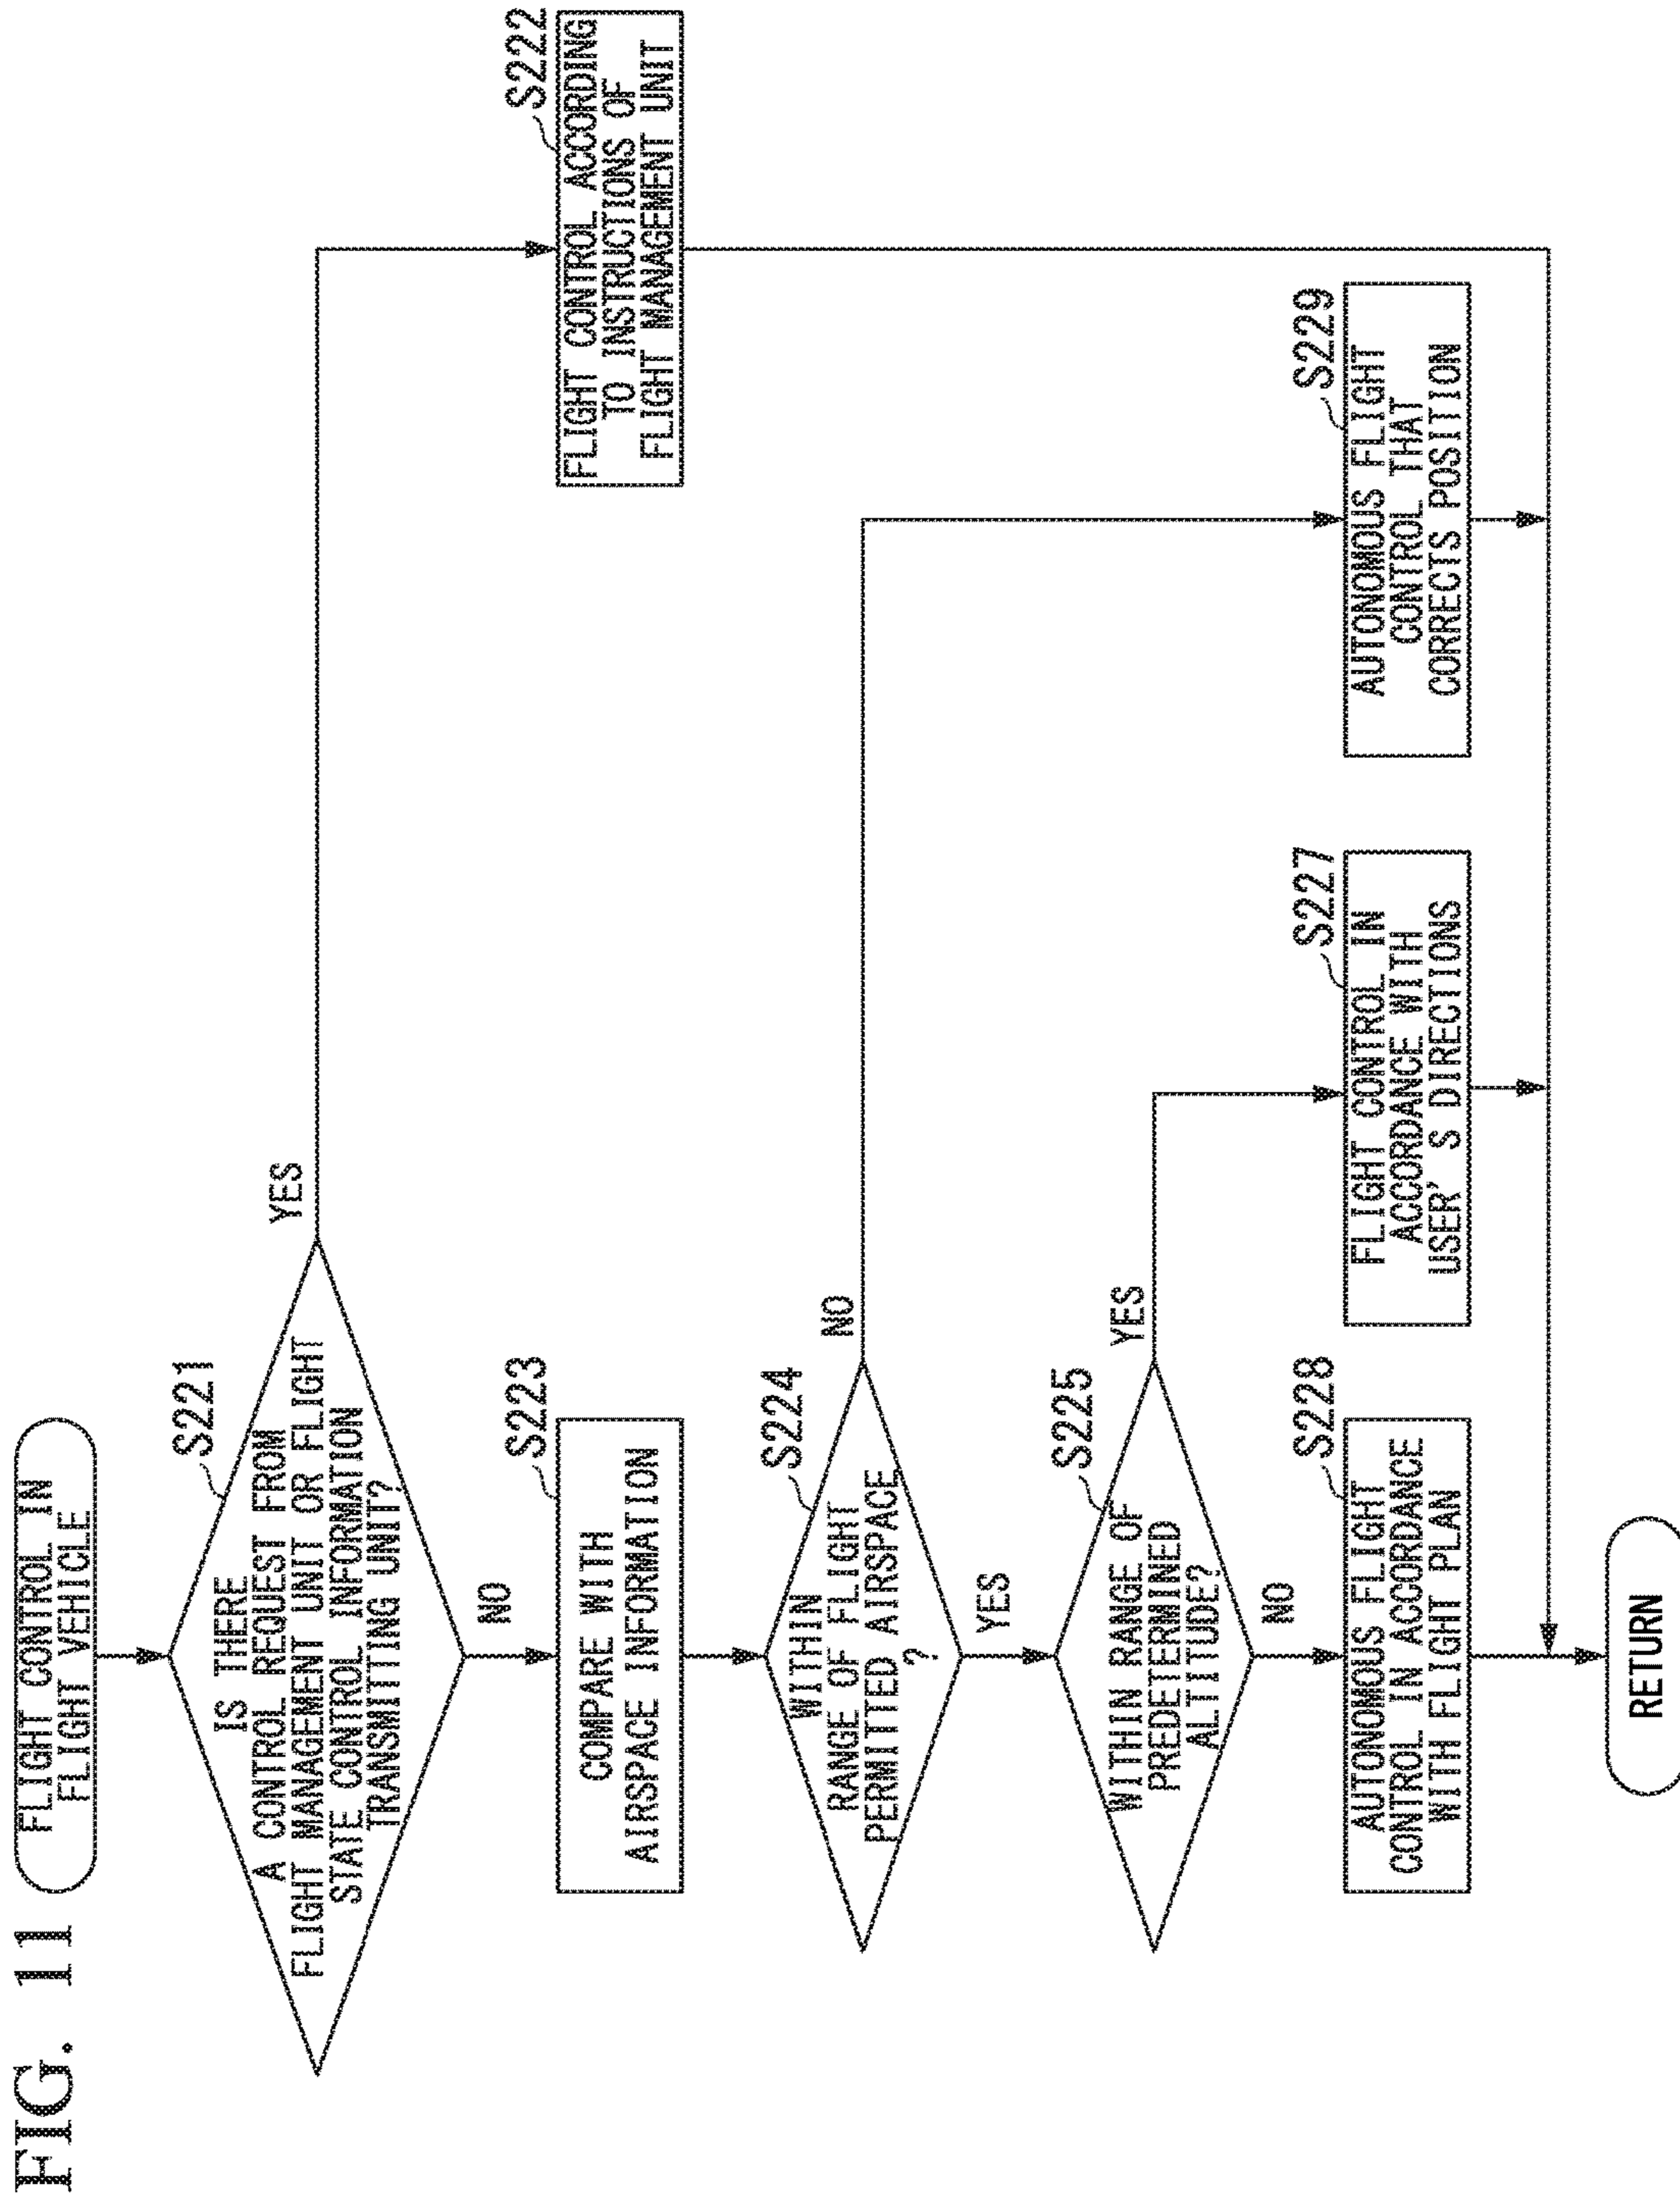 FIG. 11
FLIGHT CONTROL IN
FLIGHT VEHICLE
S221
IS THERE
A CONTROL REQUEST FROM
FLIGHT MANAGEMENT UNIT OR FLIGHT
STATE CONTROL INFORMATION
TRANSMITTING UNIT?
YES
NO
S222
FLIGHT CONTROL ACCORDING
TO INSTRUCTIONS OF
FLIGHT MANAGEMENT UNIT
S223
COMPARE WITH
AIRSPACE INFORMATION
S224
WITHIN
RANGE OF FLIGHT
PERMITTED AIRSPACE
?
NO
YES
S225
WITHIN RANGE OF
PREDETERMINED
ALTITUDE?
YES
NO
S228
AUTONOMOUS FLIGHT
CONTROL IN ACCORDANCE
WITH FLIGHT PLAN
S227
FLIGHT CONTROL IN
ACCORDANCE WITH
USER' S DIRECTIONS
S229
AUTONOMOUS FLIGHT
CONTROL THAT
CORRECTS POSITION
RETURN